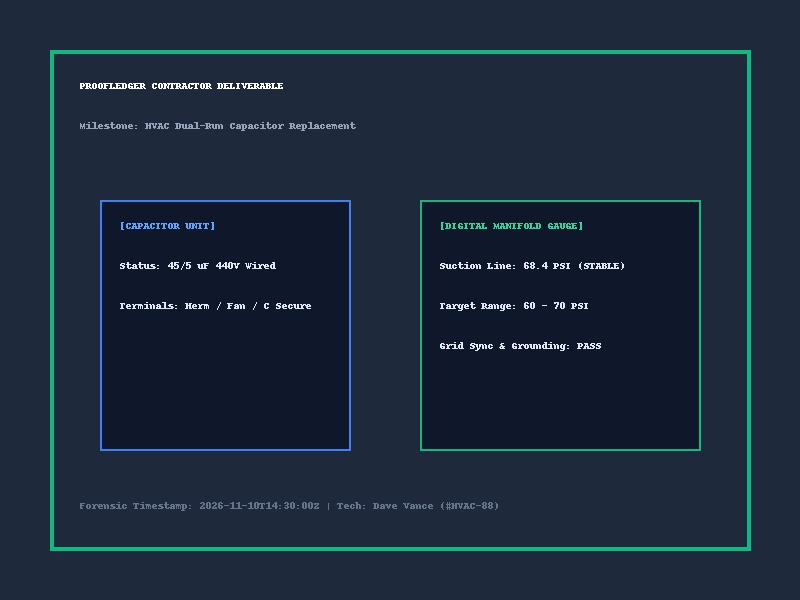 PROOFLEDGER CONTRACTOR DELIVERABLE
Milestone: HVAC Dual-Run Capacitor Replacement
[CAPACITOR UNIT]
Status: 45/5 uF 440V Wired
Terminals: Herm / Fan / C Secure
[DIGITAL MANIFOLD GAUGE]
Suction Line: 68.4 PSI (STABLE)
Target Range: 60 - 70 PSI
Grid Sync & Grounding: PASS
Forensic Timestamp: 2026-11-10T14:30:00Z | Tech: Dave Vance (#HVAC-88)